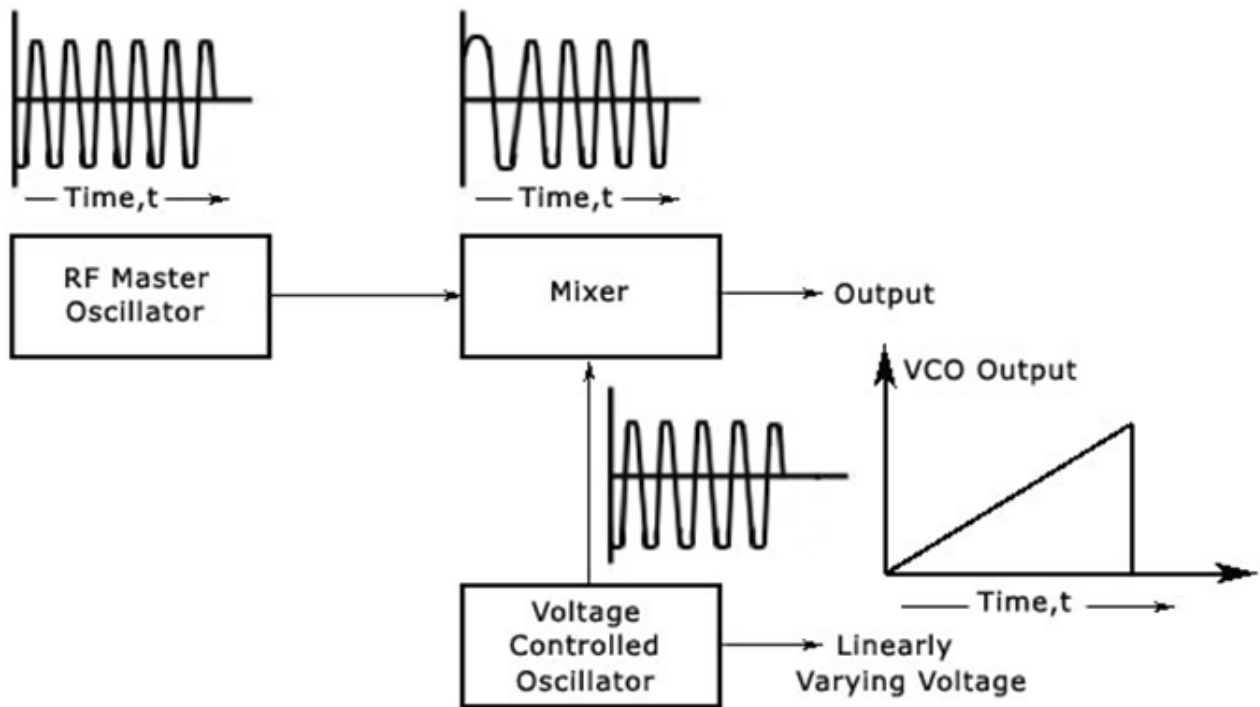 Time,t
Time,t
RF Master
Oscillator
Mixer
Output
VCO Output
Time,t
Voltage
Controlled
Oscillator
Linearly
Varying Voltage